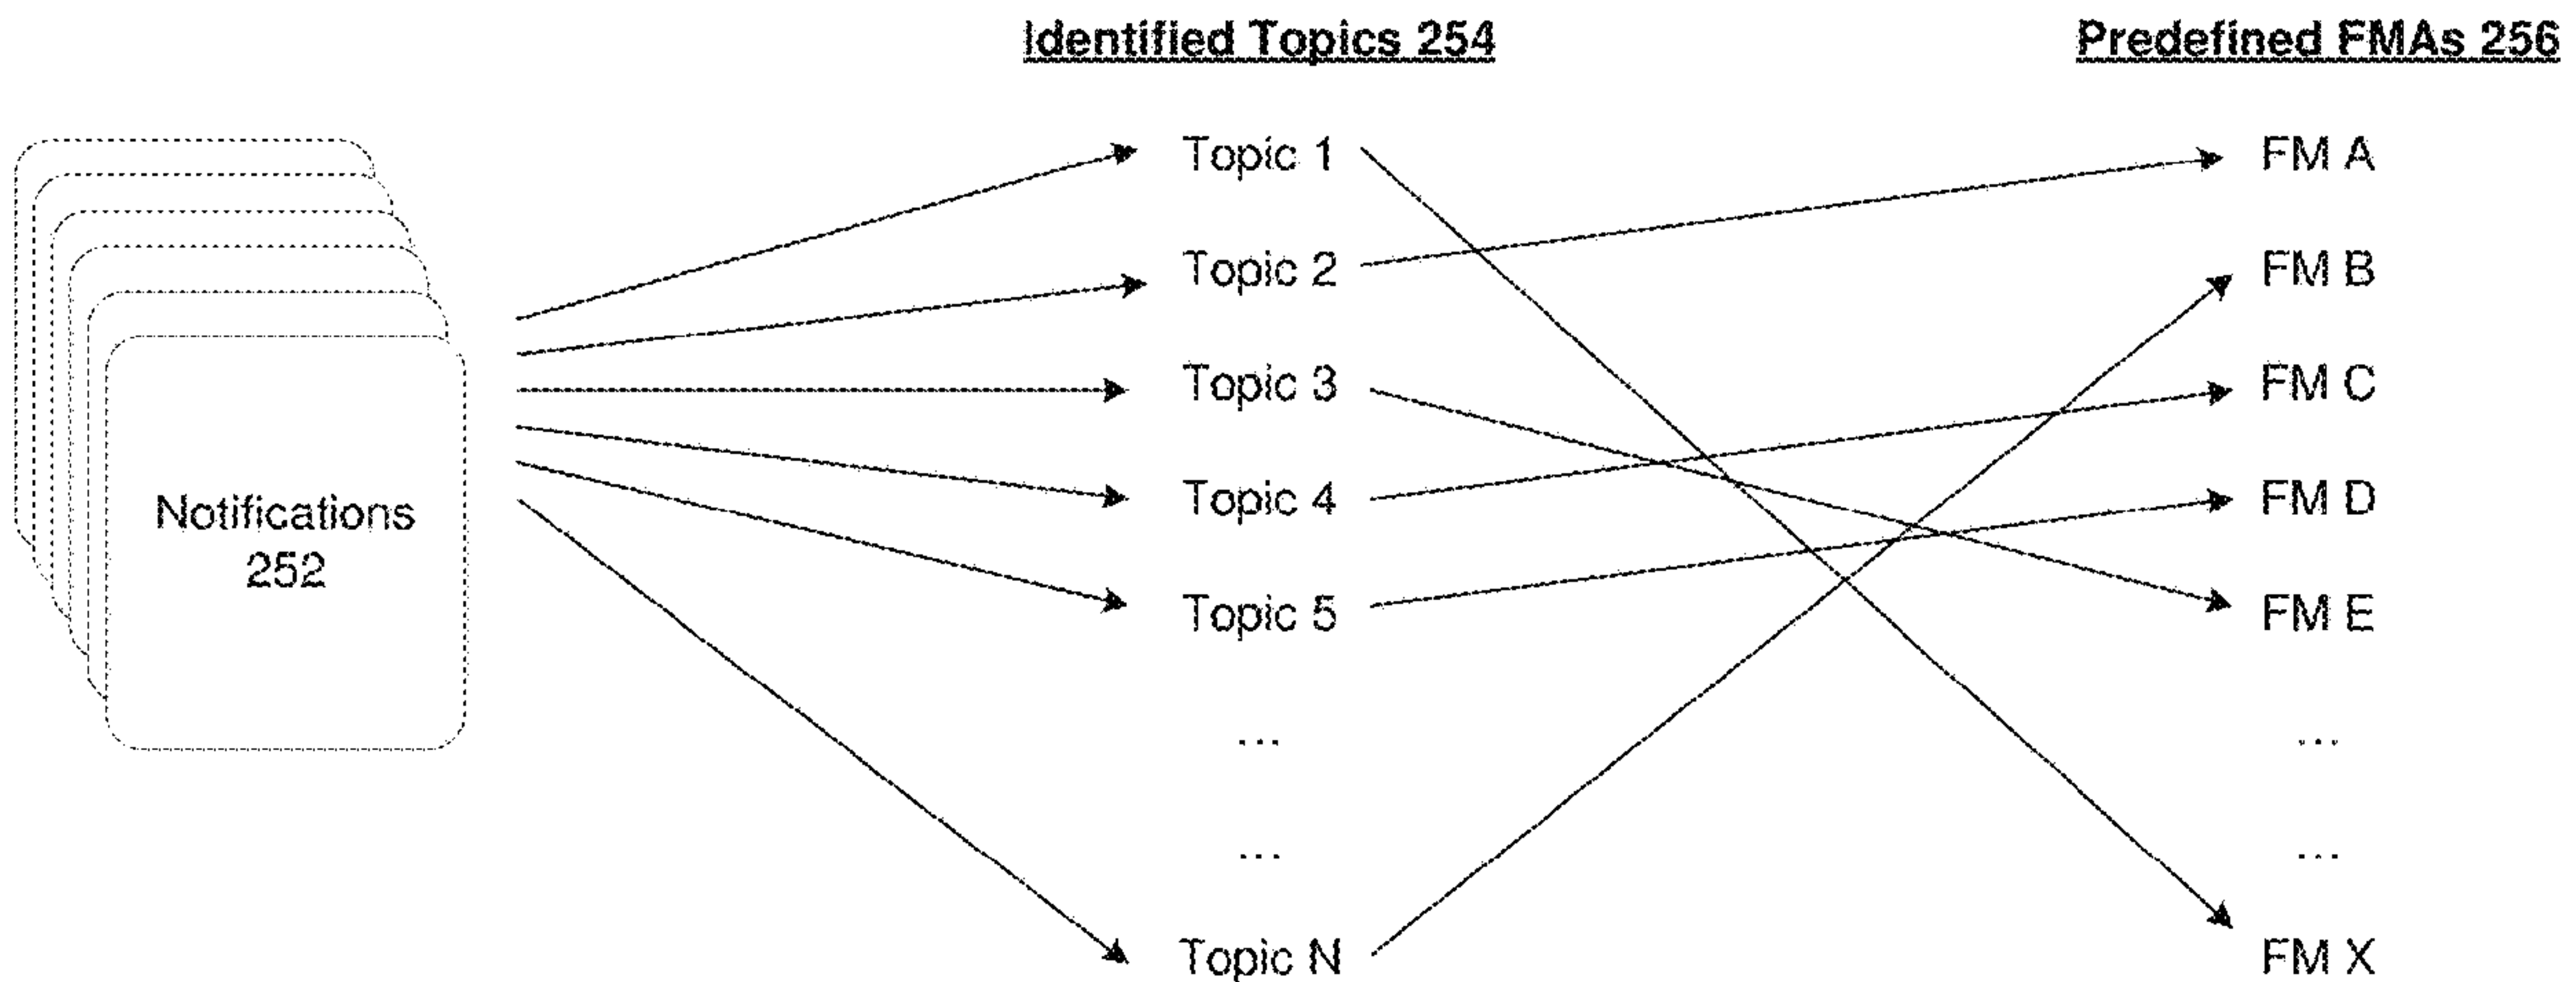 Identified Topics 254
Predefined FMAs 256
Notifications
252
Topic 1
Topic 2
Topic 3
Topic 4
Topic 5
...
...
Topic N
FM A
FM B
FM C
FM D
FM E
...
...
FM X